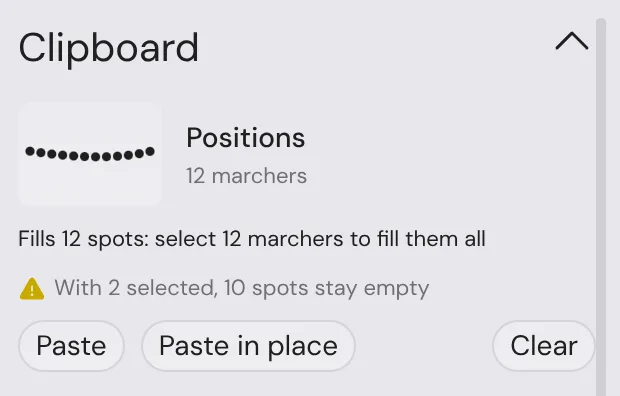 Clipboard
Positions
12 marchers
Fills 12 spots: select 12 marchers to fill them all
With 2 selected, 10 spots stay empty
Paste Paste in place Clear